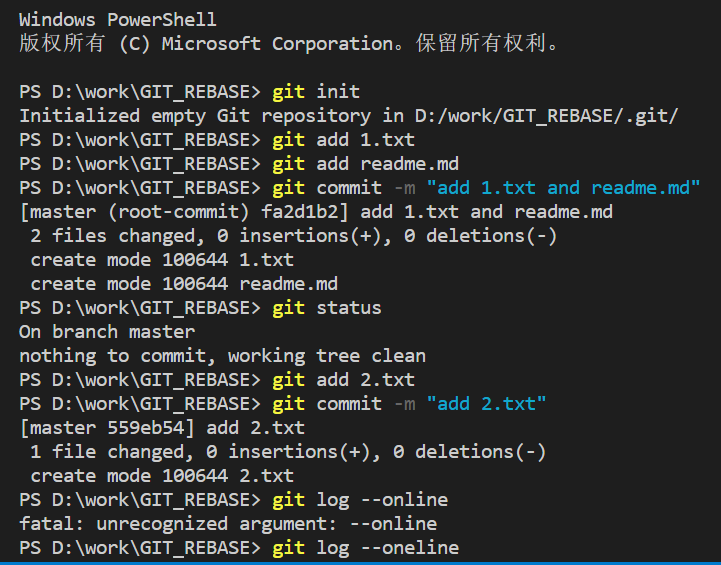 Windows PowerShell
版权所有 (C) Microsoft Corporation。保留所有权利。
PS D:\work\GIT_REBASE> git init
Initialized empty Git repository in D:/work/GIT_REBASE/.git/
PS D:\work\GIT_REBASE> git add 1.txt
PS D:\work\GIT_REBASE> git add readme.md
PS D:\work\GIT_REBASE> git commit -m "add 1.txt and readme.md"
[master (root-commit) fa2d1b2] add 1.txt and readme.md
 2 files changed, 0 insertions(+), 0 deletions(-)
 create mode 100644 1.txt
 create mode 100644 readme.md
PS D:\work\GIT_REBASE> git status
On branch master
nothing to commit, working tree clean
PS D:\work\GIT_REBASE> git add 2.txt
PS D:\work\GIT_REBASE> git commit -m "add 2.txt"
[master 559eb54] add 2.txt
 1 file changed, 0 insertions(+), 0 deletions(-)
 create mode 100644 2.txt
PS D:\work\GIT_REBASE> git log --online
fatal: unrecognized argument: --online
PS D:\work\GIT_REBASE> git log --oneline